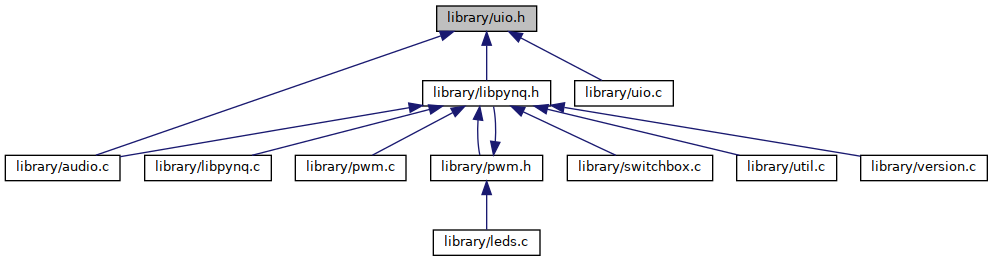 library/uio.h
library/libpynq.h
library/uio.c
library/audio.c
library/libpynq.c
library/pwm.c
library/pwm.h
library/switchbox.c
library/util.c
library/version.c
library/leds.c